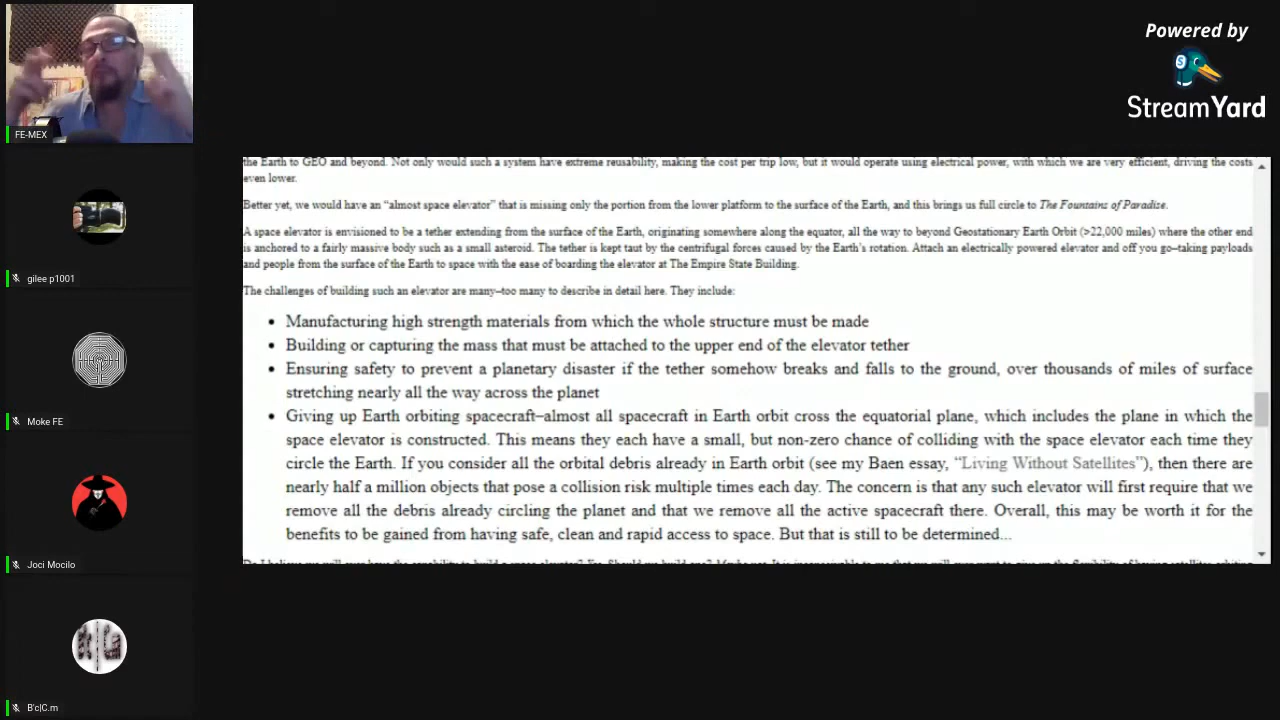 Powered by
StreamYard
FE-MEX
gilee p1001
Moke FE
Joci Mocilo
B'c|C.m
the Earth to GEO and beyond. Not only would such a system have extreme reusability, making the cost per trip low, but it would operate using electrical power, with which we are very efficient, driving the costs
even lower.
Better yet, we would have an “almost space elevator” that is missing only the portion from the lower platform to the surface of the Earth, and this brings us full circle to The Fountains of Paradise.
A space elevator is envisioned to be a tether extending from the surface of the Earth, originating somewhere along the equator, all the way to beyond Geostationary Earth Orbit (>22,000 miles) where the other end
is anchored to a fairly massive body such as a small asteroid. The tether is kept taut by the centrifugal forces caused by the Earth’s rotation. Attach an electrically powered elevator and off you go–taking payloads
and people from the surface of the Earth to space with the ease of boarding the elevator at The Empire State Building.
The challenges of building such an elevator are many–too many to describe in detail here. They include:
• Manufacturing high strength materials from which the whole structure must be made
• Building or capturing the mass that must be attached to the upper end of the elevator tether
• Ensuring safety to prevent a planetary disaster if the tether somehow breaks and falls to the ground, over thousands of miles of surface
stretching nearly all the way across the planet
• Giving up Earth orbiting spacecraft–almost all spacecraft in Earth orbit cross the equatorial plane, which includes the plane in which the
space elevator is constructed. This means they each have a small, but non-zero chance of colliding with the space elevator each time they
circle the Earth. If you consider all the orbital debris already in Earth orbit (see my Baen essay, “Living Without Satellites”), then there are
nearly half a million objects that pose a collision risk multiple times each day. The concern is that any such elevator will first require that we
remove all the debris already circling the planet and that we remove all the active spacecraft there. Overall, this may be worth it for the
benefits to be gained from having safe, clean and rapid access to space. But that is still to be determined...